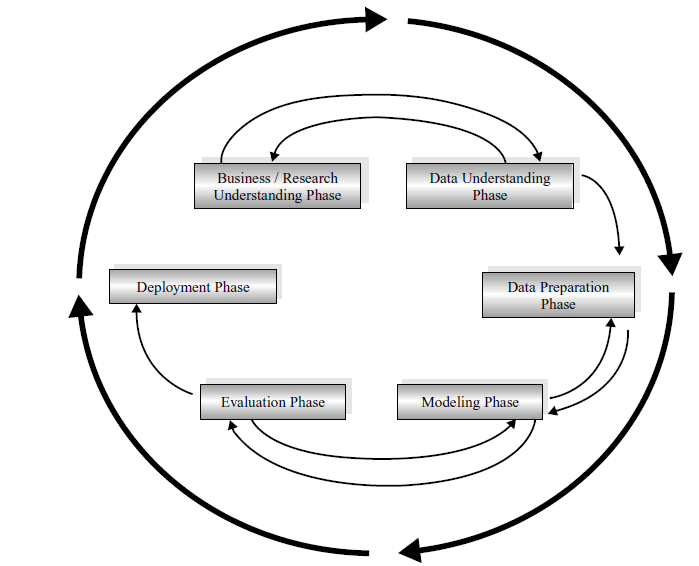 Business / Research
Understanding Phase
Data Understanding
Phase
Deployment Phase
Data Preparation
Phase
Evaluation Phase
Modeling Phase